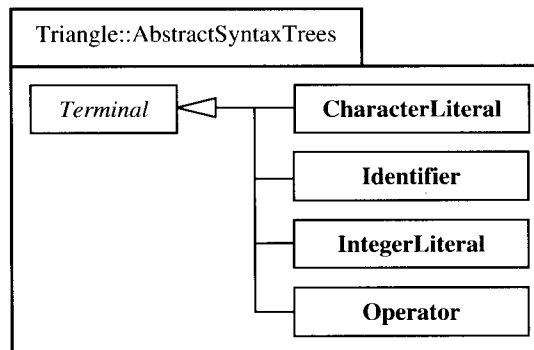 Triangle::AbstractSyntaxTrees
Terminal
CharacterLiteral
Identifier
IntegerLiteral
Operator